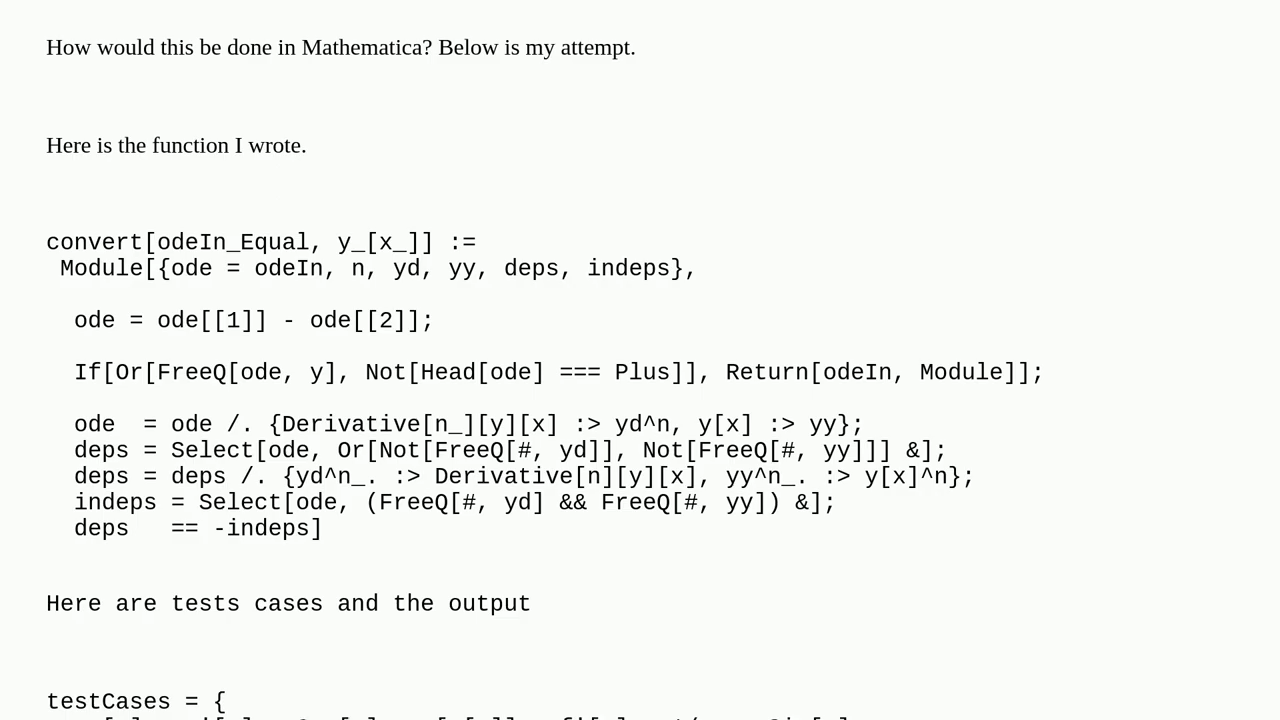 How would this be done in Mathematica? Below is my attempt.
Here is the function I wrote.
convert[odeIn_Equal, y_[x_]] :=
 Module[{ode = odeIn, n, yd, yy, deps, indeps},
  ode = ode[[1]] - ode[[2]];
  If[Or[FreeQ[ode, y], Not[Head[ode] === Plus]], Return[odeIn, Module]];
  ode  = ode /. {Derivative[n_][y][x] :> yd^n, y[x] :> yy};
  deps = Select[ode, Or[Not[FreeQ[#, yd]], Not[FreeQ[#, yy]]] &];
  deps = deps /. {yd^n_. :> Derivative[n][y][x], yy^n_. :> y[x]^n};
  indeps = Select[ode, (FreeQ[#, yd] && FreeQ[#, yy]) &];
  deps   == -indeps]
Here are tests cases and the output
testCases = {